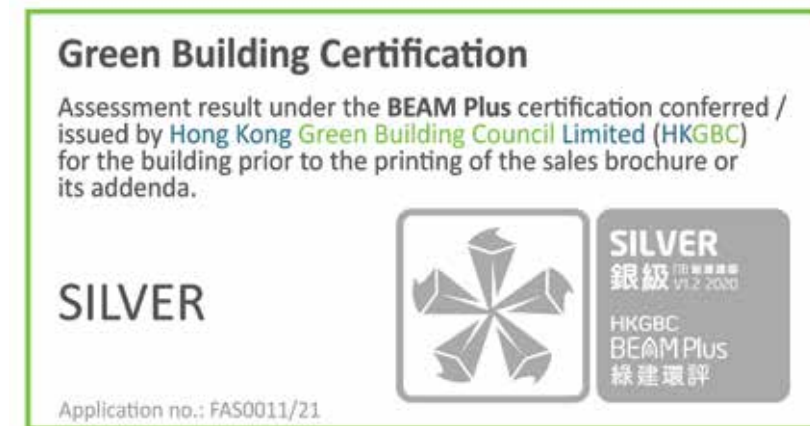 Green Building Certification
Assessment result under the BEAM Plus certification conferred /
issued by Hong Kong Green Building Council Limited (HKGBC)
for the building prior to the printing of the sales brochure or
its addenda.
SILVER
Application no.: FAS0011/21
SILVER
銀級
V1.2 2020
HKGBC
BEAM Plus
綠建環評